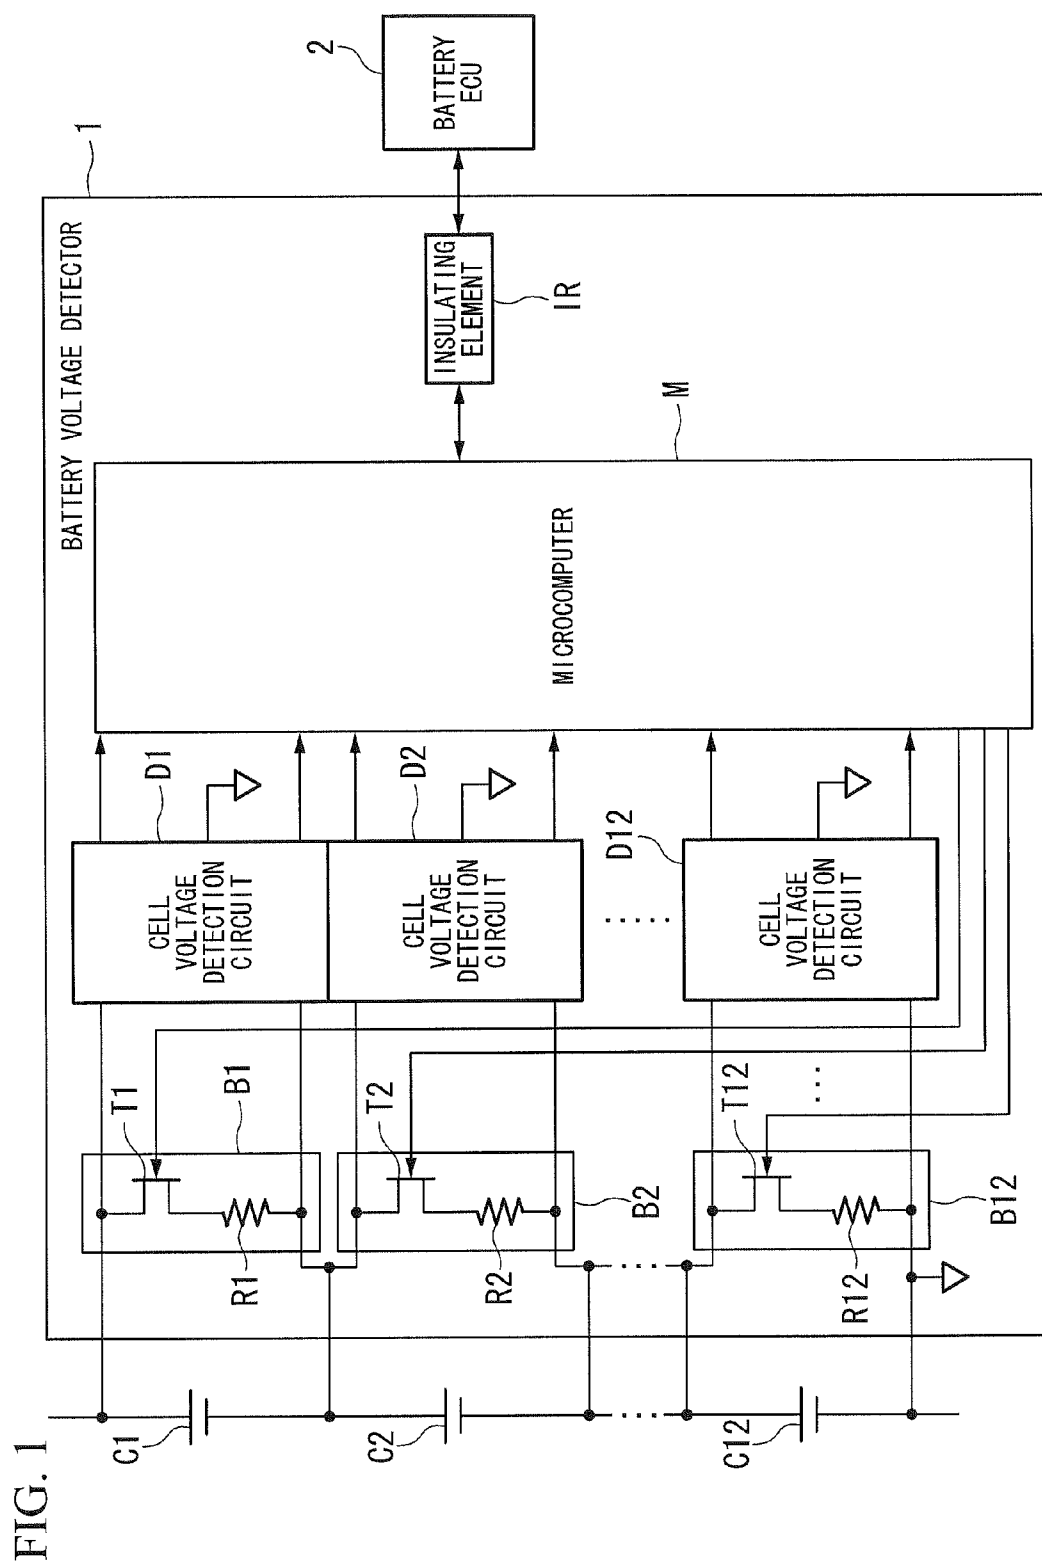 FIG. 1
BATTERY VOLTAGE DETECTOR
1
2
BATTERY
ECU
INSULATING
ELEMENT
IR
M
MICROCOMPUTER
D1
CELL
VOLTAGE
DETECTION
CIRCUIT
D2
CELL
VOLTAGE
DETECTION
CIRCUIT
D12
CELL
VOLTAGE
DETECTION
CIRCUIT
T1
B1
R1
T2
B2
R2
T12
B12
R12
C1
C2
C12